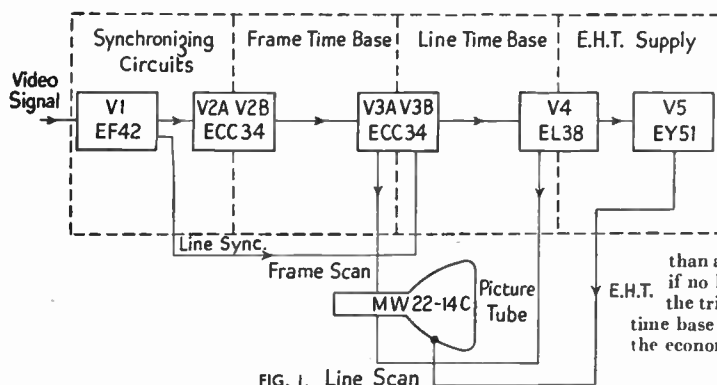 Synchronizing Circuits
Frame Time Base
Line Time Base
E.H.T. Supply
Video Signal
V1
EF42
V2A V2B
ECC34
V3A V3B
ECC34
V4
EL38
V5
EY51
Line Sync.
Frame Scan
MW 22-14C
Picture Tube
E.H.T.
FIG. 1. Line Scan
than a
if no
the tri
time base
the econo